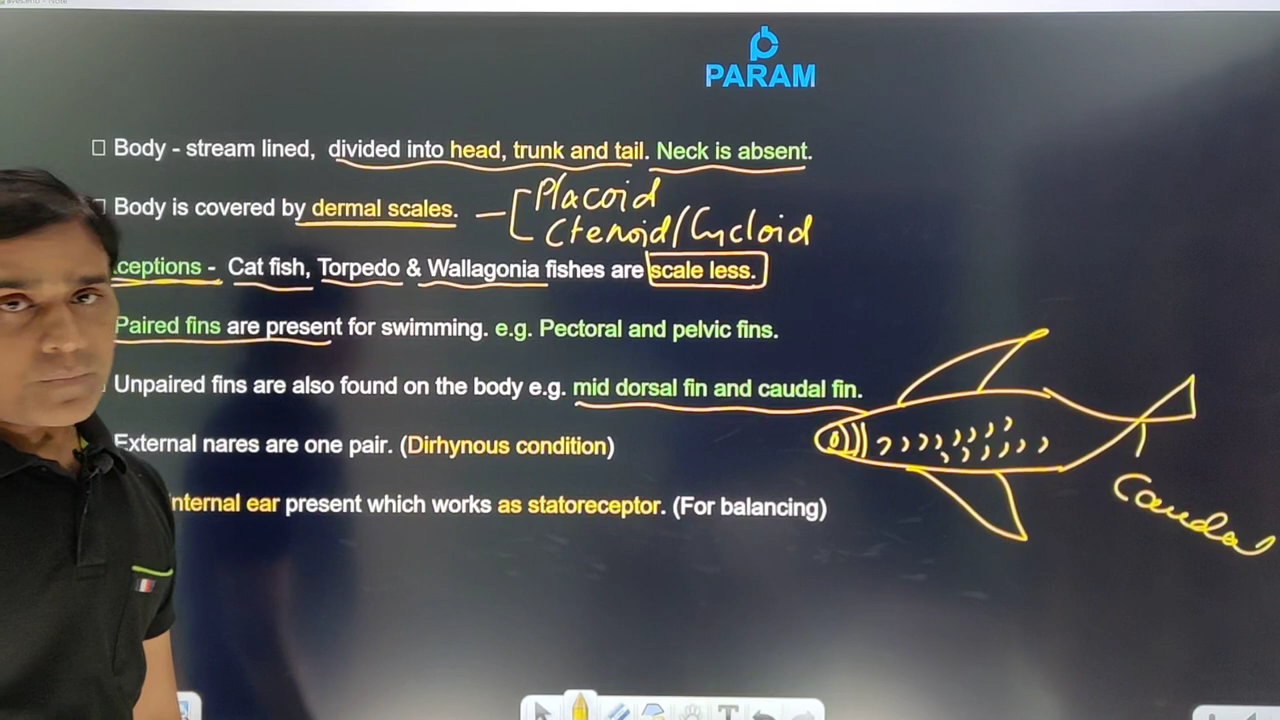 PARAM
Body - stream lined, divided into head, trunk and tail. Neck is absent.
Placoid
Body is covered by dermal scales.
Ctenoid/Cycloid
ceptions - Cat fish, Torpedo & Wallagonia fishes are scale less.
Paired fins are present for swimming. e.g. Pectoral and pelvic fins.
Unpaired fins are also found on the body e.g. mid dorsal fin and caudal fin.
External nares are one pair. (Dirhynous condition)
nternal ear present which works as statoreceptor. (For balancing)
Caudal